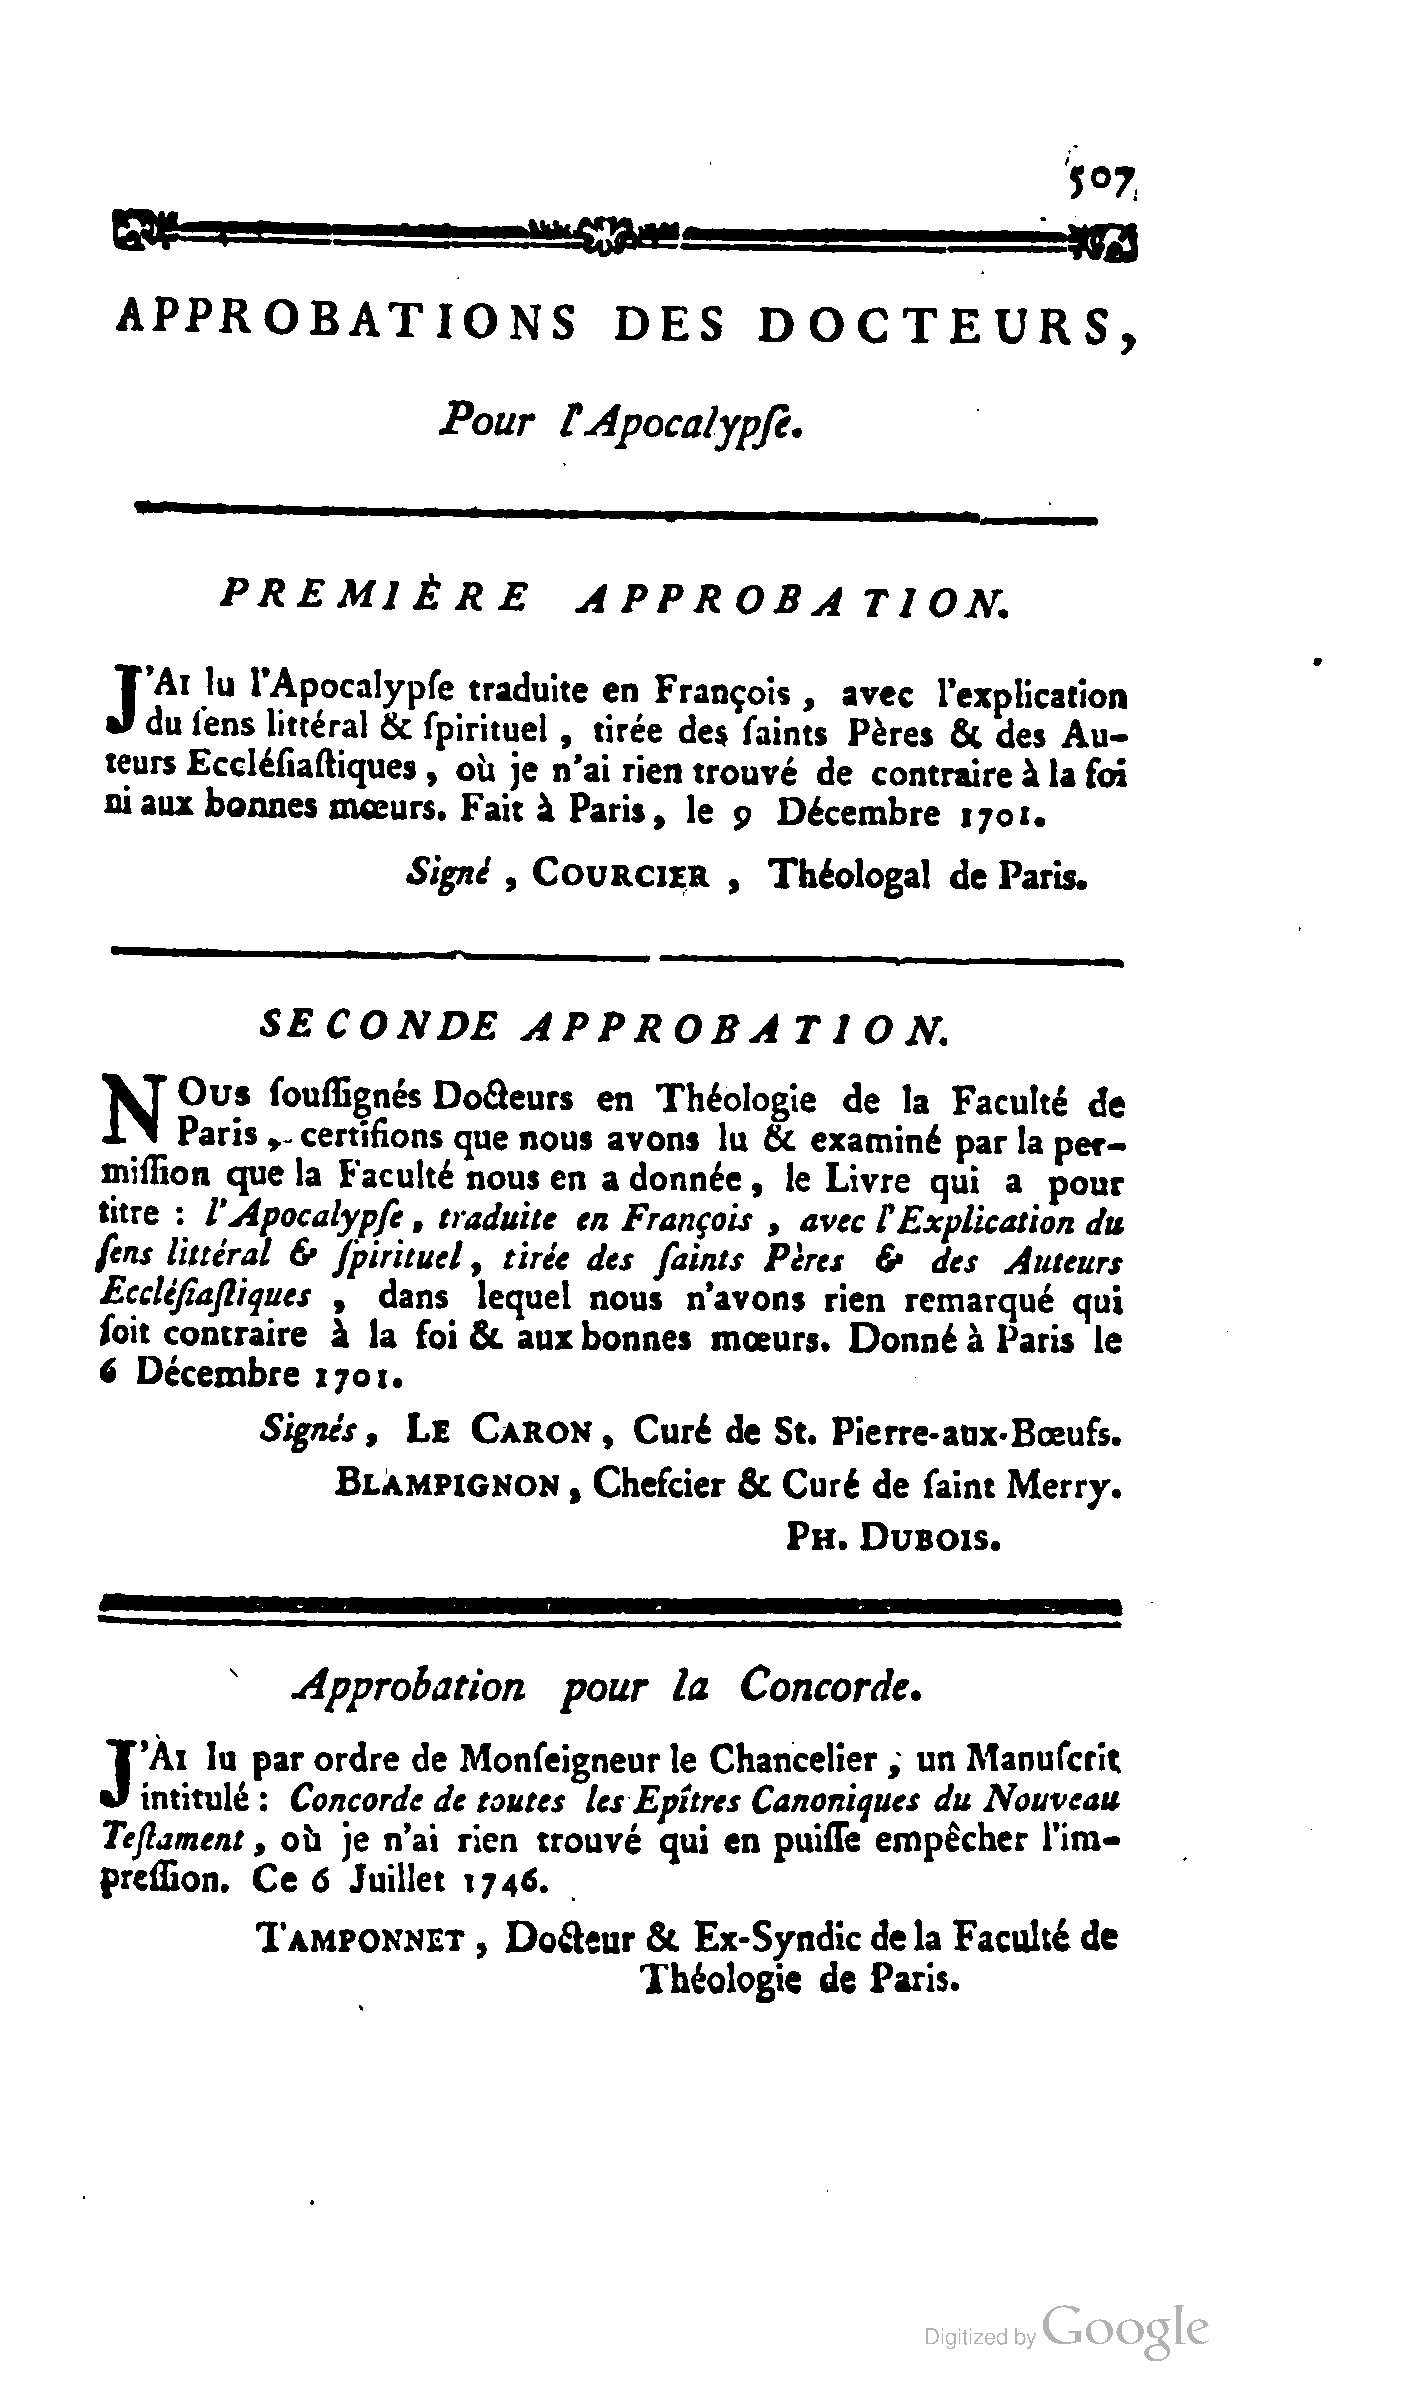 507
APPROBATIONS DES DOCTEURS,
Pour l'Apocalypſe.
PREMIÈRE APPROBATION.
J'AI lu l'Apocalypſe traduite en François, avec l'explication
du ſens littéral & ſpirituel, tirée des ſaints Pères & des Au-
teurs Eccléſiaſtiques, où je n'ai rien trouvé de contraire à la foi
ni aux bonnes mœurs. Fait à Paris, le 9 Décembre 1701.
Signé, COURCIER, Théologal de Paris.
SECONDE APPROBATION.
NOUS ſouſſignés Docteurs en Théologie de la Faculté de
Paris, certifions que nous avons lu & examiné par la per-
miſſion que la Faculté nous en a donnée, le Livre qui a pour
titre : l'Apocalypſe, traduite en François, avec l'Explication du
ſens littéral & ſpirituel, tirée des ſaints Pères & des Auteurs
Eccléſiaſtiques, dans lequel nous n'avons rien remarqué qui
ſoit contraire à la foi & aux bonnes mœurs. Donné à Paris le
6 Décembre 1701.
Signés, LE CARON, Curé de St. Pierre-aux-Bœufs.
BLAMPIGNON, Chefcier & Curé de ſaint Merry.
PH. DUBOIS.
Approbation pour la Concorde.
J'AI lu par ordre de Monſeigneur le Chancelier, un Manuſcrit
intitulé : Concorde de toutes les Epîtres Canoniques du Nouveau
Teſtament, où je n'ai rien trouvé qui en puiſſe empêcher l'im-
preſſion. Ce 6 Juillet 1746.
TAMPONNET, Docteur & Ex-Syndic de la Faculté de
Théologie de Paris.
Digitized by Google